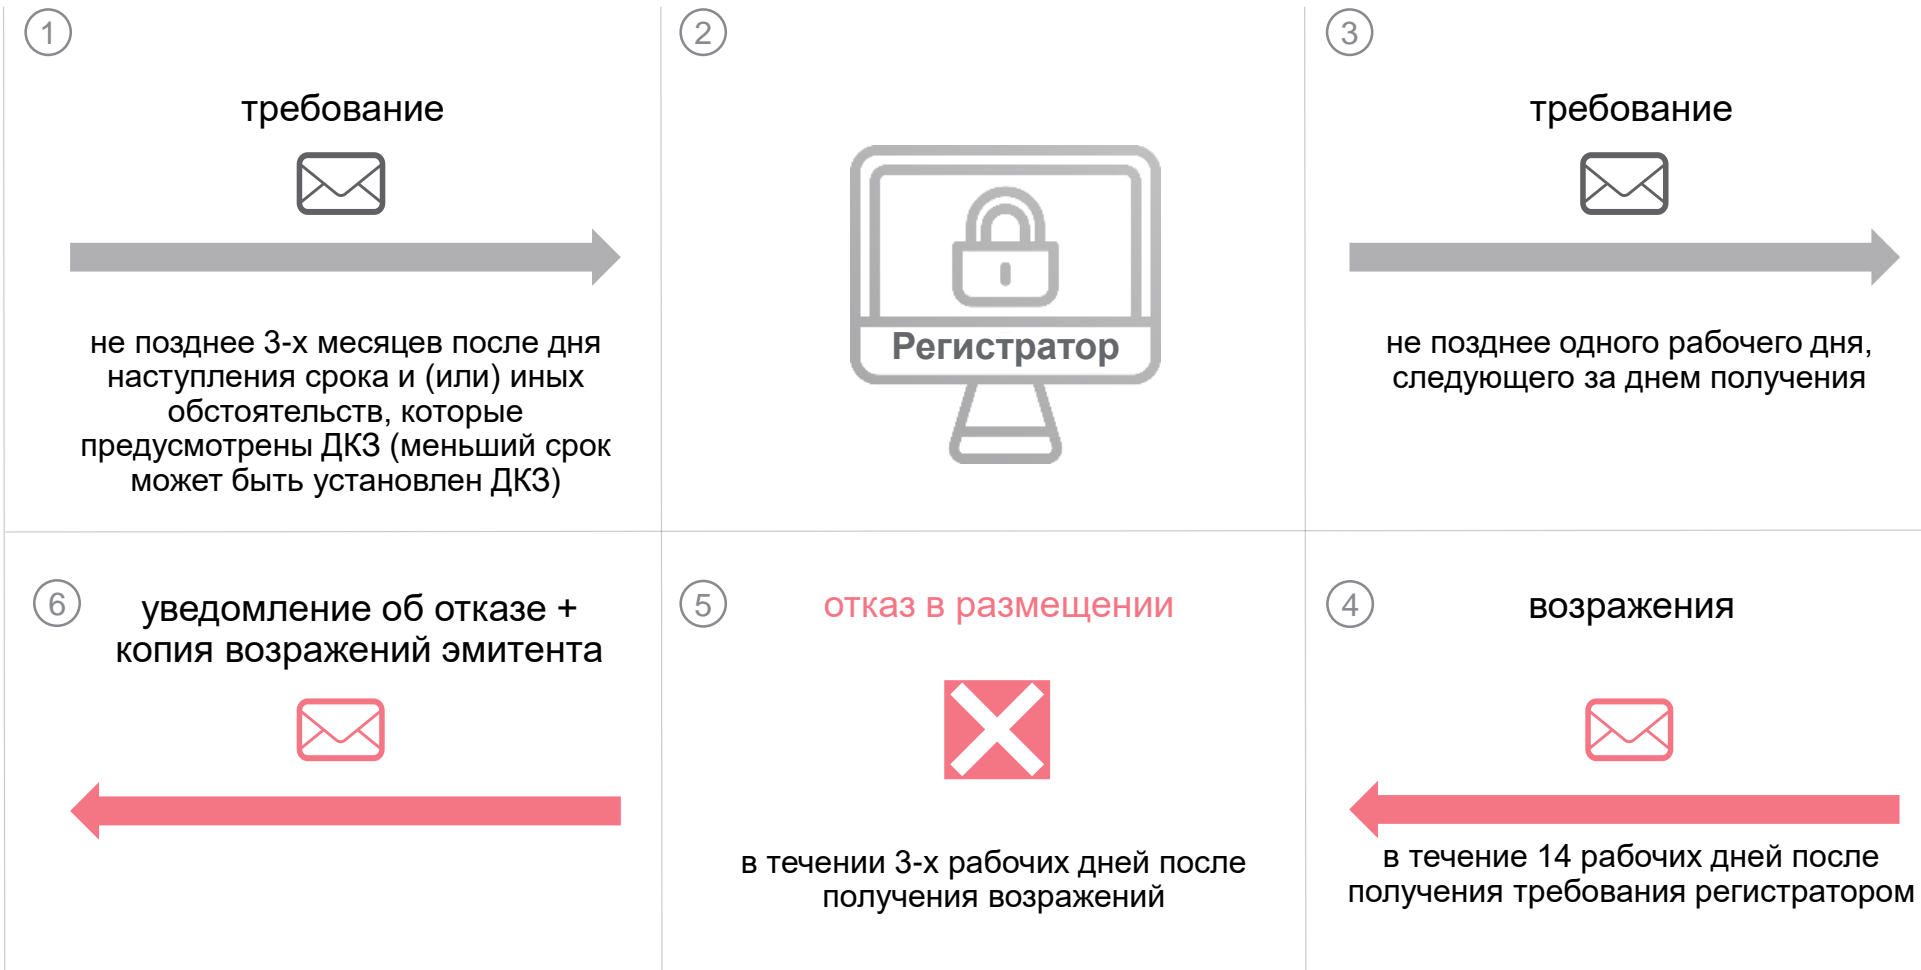 1
требование
не позднее 3-х месяцев после дня
наступления срока и (или) иных
обстоятельств, которые
предусмотрены ДКЗ (меньший срок
может быть установлен ДКЗ)
2
Регистратор
3
требование
не позднее одного рабочего дня,
следующего за днем получения
6
уведомление об отказе +
копия возражений эмитента
5
отказ в размещении
в течении 3-х рабочих дней после
получения возражений
4
возражения
в течение 14 рабочих дней после
получения требования регистратором